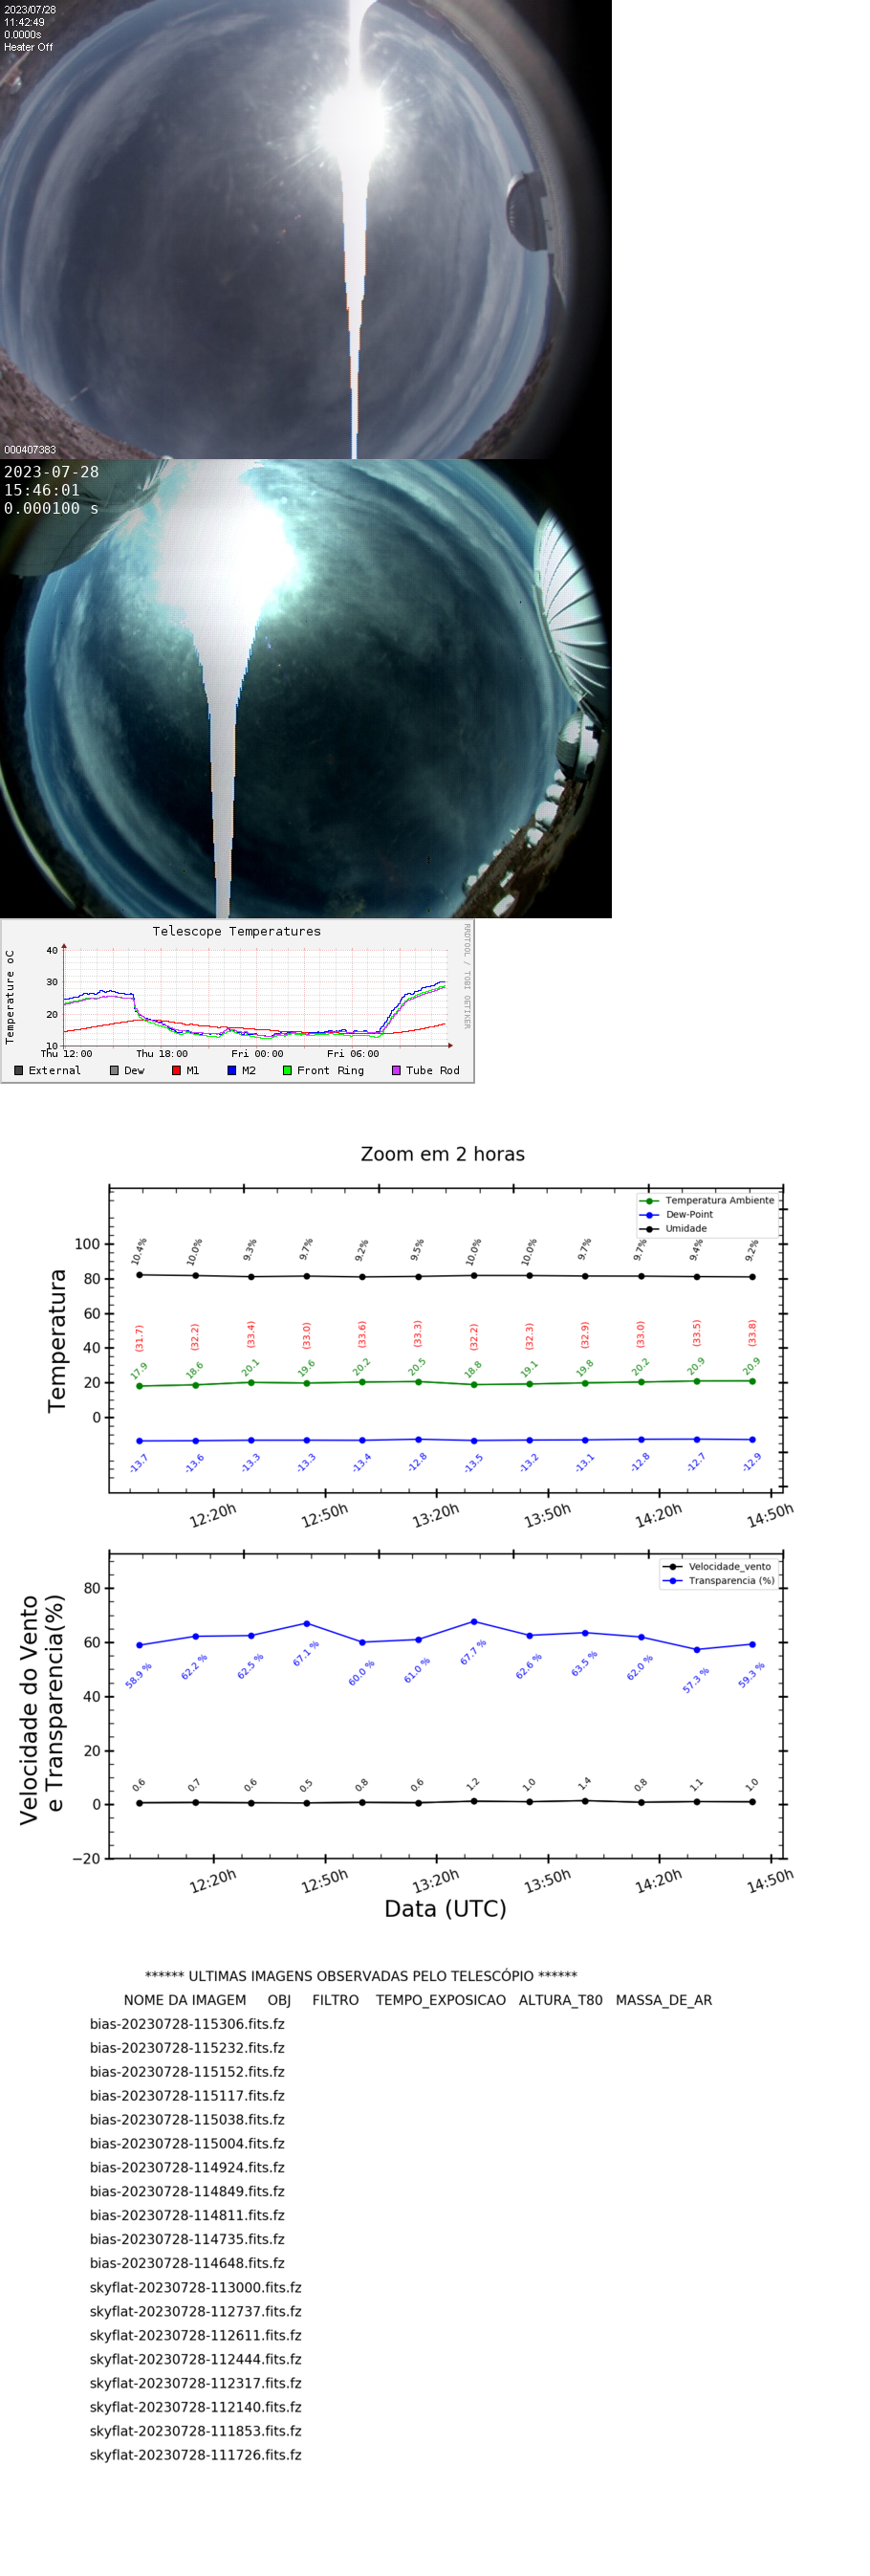 2023/07/28
11:42:49
0.0000s
Heater Off
000407383
2023-07-28
15:46:01
0.000100 s
Telescope Temperatures
RRDTOOL / TOBI OETIKER
Temperature oC
40
30
20
10
Thu 12:00 Thu 18:00 Fri 00:00 Fri 06:00
External Dew M1 M2 Front Ring Tube Rod
Zoom em 2 horas
Temperatura Ambiente
Dew-Point
Umidade
Temperatura
100
80
60
40
20
0
10.4% 10.0% 9.3% 9.7% 9.2% 9.5% 10.0% 10.0% 9.7% 9.7% 9.4% 9.2%
(31.7) (32.2) (33.4) (33.0) (33.6) (33.3) (32.2) (32.3) (32.9) (33.0) (33.5) (33.8)
17.9 18.6 20.1 19.6 20.2 20.5 18.8 19.1 19.8 20.2 20.9 20.9
-13.7 -13.6 -13.3 -13.3 -13.4 -12.8 -13.5 -13.2 -13.1 -12.8 -12.7 -12.9
12:20h 12:50h 13:20h 13:50h 14:20h 14:50h
Velocidade_vento
Transparencia (%)
Velocidade do Vento
e Transparencia(%)
80
60
40
20
0
−20
58.9 % 62.2 % 62.5 % 67.1 % 60.0 % 61.0 % 67.7 % 62.6 % 63.5 % 62.0 % 57.3 % 59.3 %
0.6 0.7 0.6 0.5 0.8 0.6 1.2 1.0 1.4 0.8 1.1 1.0
12:20h 12:50h 13:20h 13:50h 14:20h 14:50h
Data (UTC)
****** ULTIMAS IMAGENS OBSERVADAS PELO TELESCÓPIO ******
NOME DA IMAGEM OBJ FILTRO TEMPO_EXPOSICAO ALTURA_T80 MASSA_DE_AR
bias-20230728-115306.fits.fz
bias-20230728-115232.fits.fz
bias-20230728-115152.fits.fz
bias-20230728-115117.fits.fz
bias-20230728-115038.fits.fz
bias-20230728-115004.fits.fz
bias-20230728-114924.fits.fz
bias-20230728-114849.fits.fz
bias-20230728-114811.fits.fz
bias-20230728-114735.fits.fz
bias-20230728-114648.fits.fz
skyflat-20230728-113000.fits.fz
skyflat-20230728-112737.fits.fz
skyflat-20230728-112611.fits.fz
skyflat-20230728-112444.fits.fz
skyflat-20230728-112317.fits.fz
skyflat-20230728-112140.fits.fz
skyflat-20230728-111853.fits.fz
skyflat-20230728-111726.fits.fz